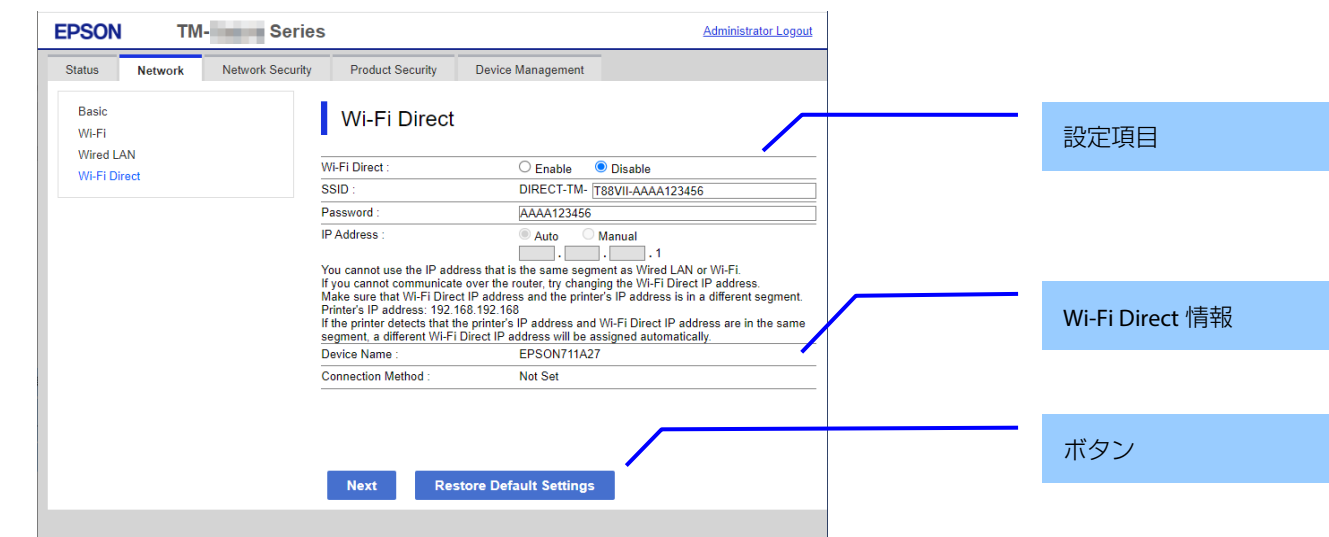 EPSON TM- Series Administrator Logout
Status Network Network Security Product Security Device Management
Basic
Wi-Fi
Wired LAN
Wi-Fi Direct
Wi-Fi Direct
Wi-Fi Direct : Enable Disable
SSID : DIRECT-TM- T88VII-AAAA123456
Password : AAAA123456
IP Address : Auto Manual
. . . 1
You cannot use the IP address that is the same segment as Wired LAN or Wi-Fi.
If you cannot communicate over the router, try changing the Wi-Fi Direct IP address.
Make sure that Wi-Fi Direct IP address and the printer's IP address is in a different segment.
Printer's IP address: 192.168.192.168
If the printer detects that the printer's IP address and Wi-Fi Direct IP address are in the same
segment, a different Wi-Fi Direct IP address will be assigned automatically.
Device Name : EPSON711A27
Connection Method : Not Set
Next Restore Default Settings
設定項目
Wi-Fi Direct 情報
ボタン